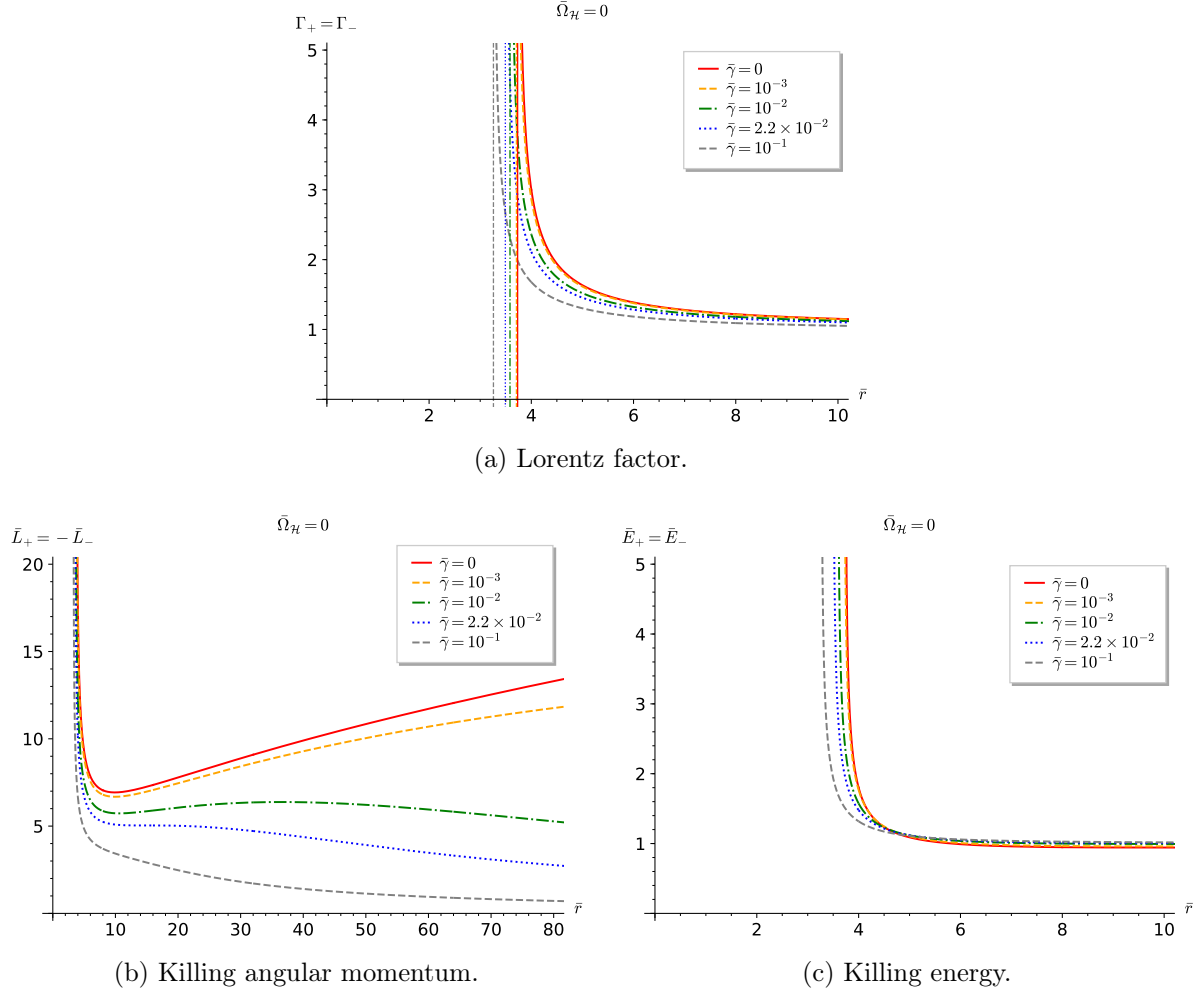 Ω̄_ℋ = 0
Γ₊ = Γ₋
5
4
3
2
1
2 4 6 8 10
r̄
γ̄ = 0
γ̄ = 10⁻³
γ̄ = 10⁻²
γ̄ = 2.2 × 10⁻²
γ̄ = 10⁻¹
(a) Lorentz factor.
Ω̄_ℋ = 0
L̄₊ = − L̄₋
20
15
10
5
10 20 30 40 50 60 70 80
r̄
γ̄ = 0
γ̄ = 10⁻³
γ̄ = 10⁻²
γ̄ = 2.2 × 10⁻²
γ̄ = 10⁻¹
(b) Killing angular momentum.
Ω̄_ℋ = 0
Ē₊ = Ē₋
5
4
3
2
1
2 4 6 8 10
r̄
γ̄ = 0
γ̄ = 10⁻³
γ̄ = 10⁻²
γ̄ = 2.2 × 10⁻²
γ̄ = 10⁻¹
(c) Killing energy.